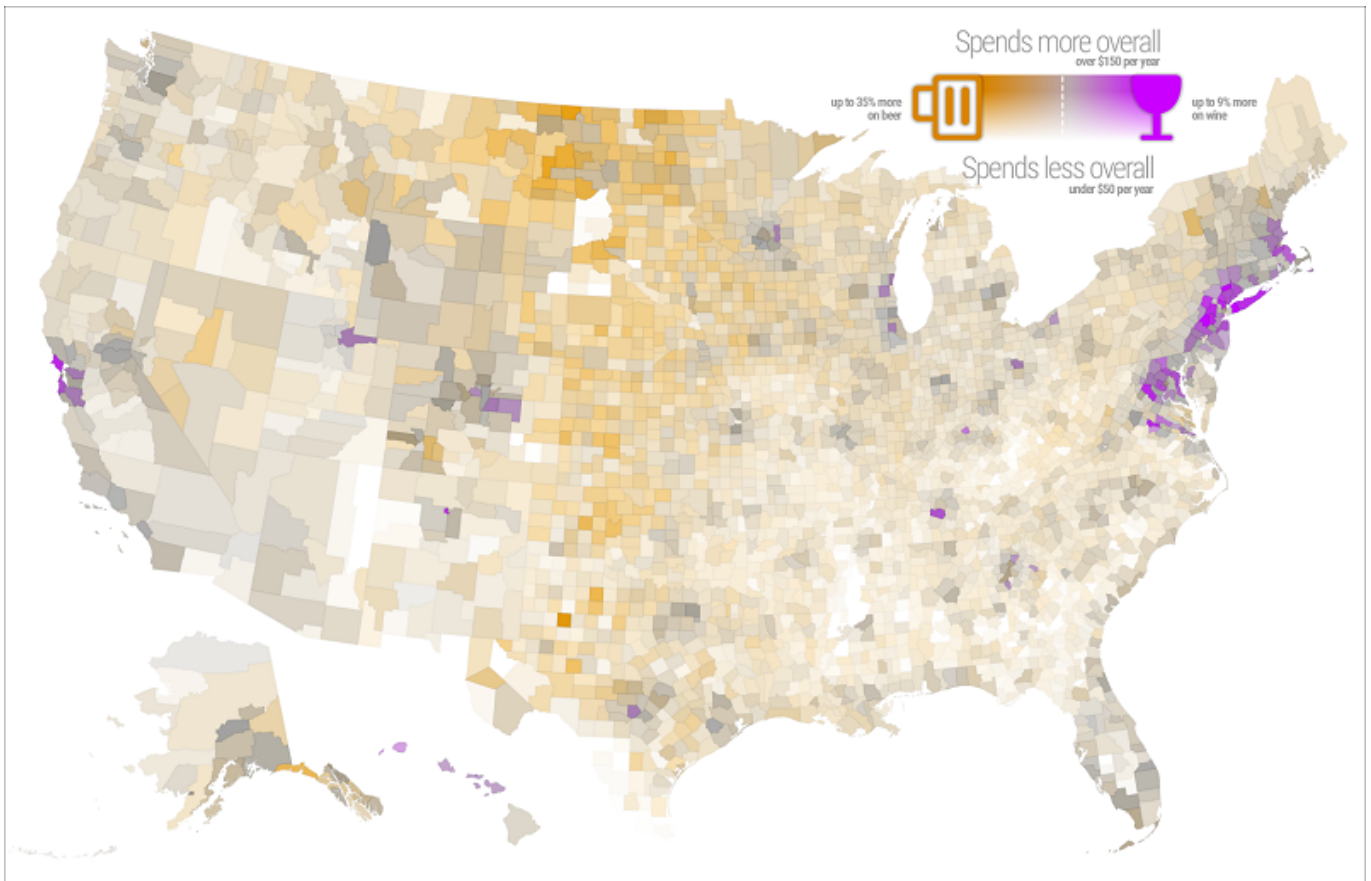 Spends more overall
over $150 per year
up to 35% more
on beer
up to 9% more
on wine
Spends less overall
under $50 per year